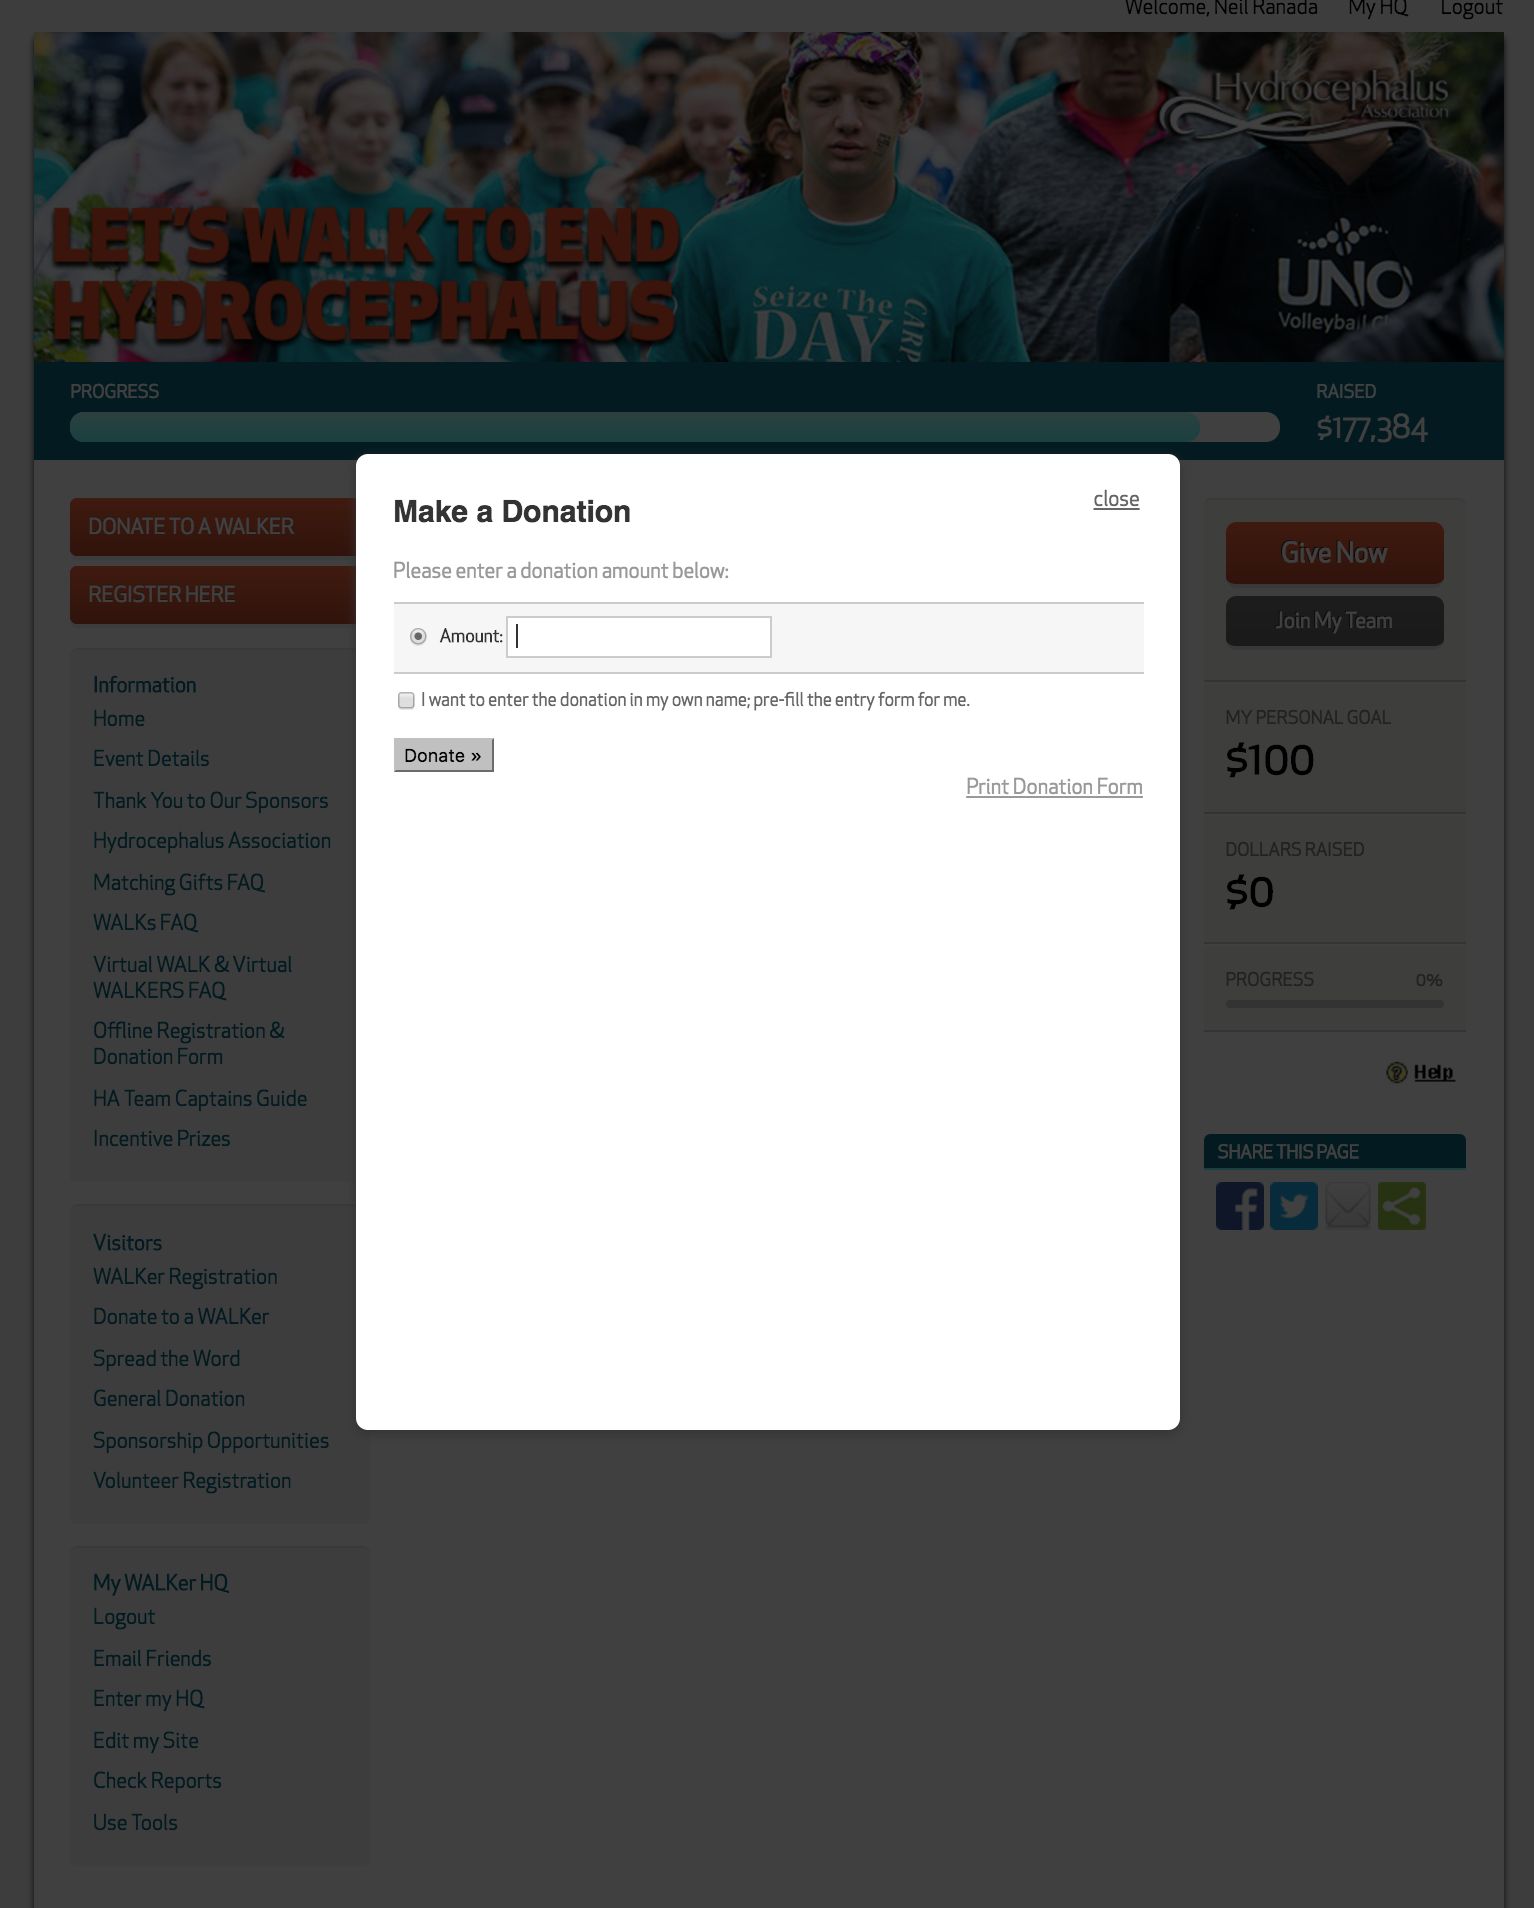 Welcome, Neil Ranada
My HQ
Logout
Hydrocephalus
Association
LET'S WALK TO END
HYDROCEPHALUS
Seize The
DAY
CARP
UNO
Volleyball
PROGRESS
RAISED
$177,384
DONATE TO A WALKER
REGISTER HERE
Information
Home
Event Details
Thank You to Our Sponsors
Hydrocephalus Association
Matching Gifts FAQ
WALKs FAQ
Virtual WALK & Virtual
WALKERS FAQ
Offline Registration &
Donation Form
HA Team Captains Guide
Incentive Prizes
Visitors
WALKer Registration
Donate to a WALKer
Spread the Word
General Donation
Sponsorship Opportunities
Volunteer Registration
My WALKer HQ
Logout
Email Friends
Enter my HQ
Edit my Site
Check Reports
Use Tools
Make a Donation
close
Please enter a donation amount below:
Amount:
I want to enter the donation in my own name; pre-fill the entry form for me.
Donate »
Print Donation Form
Give Now
Join My Team
MY PERSONAL GOAL
$100
DOLLARS RAISED
$0
PROGRESS 0%
Help
SHARE THIS PAGE